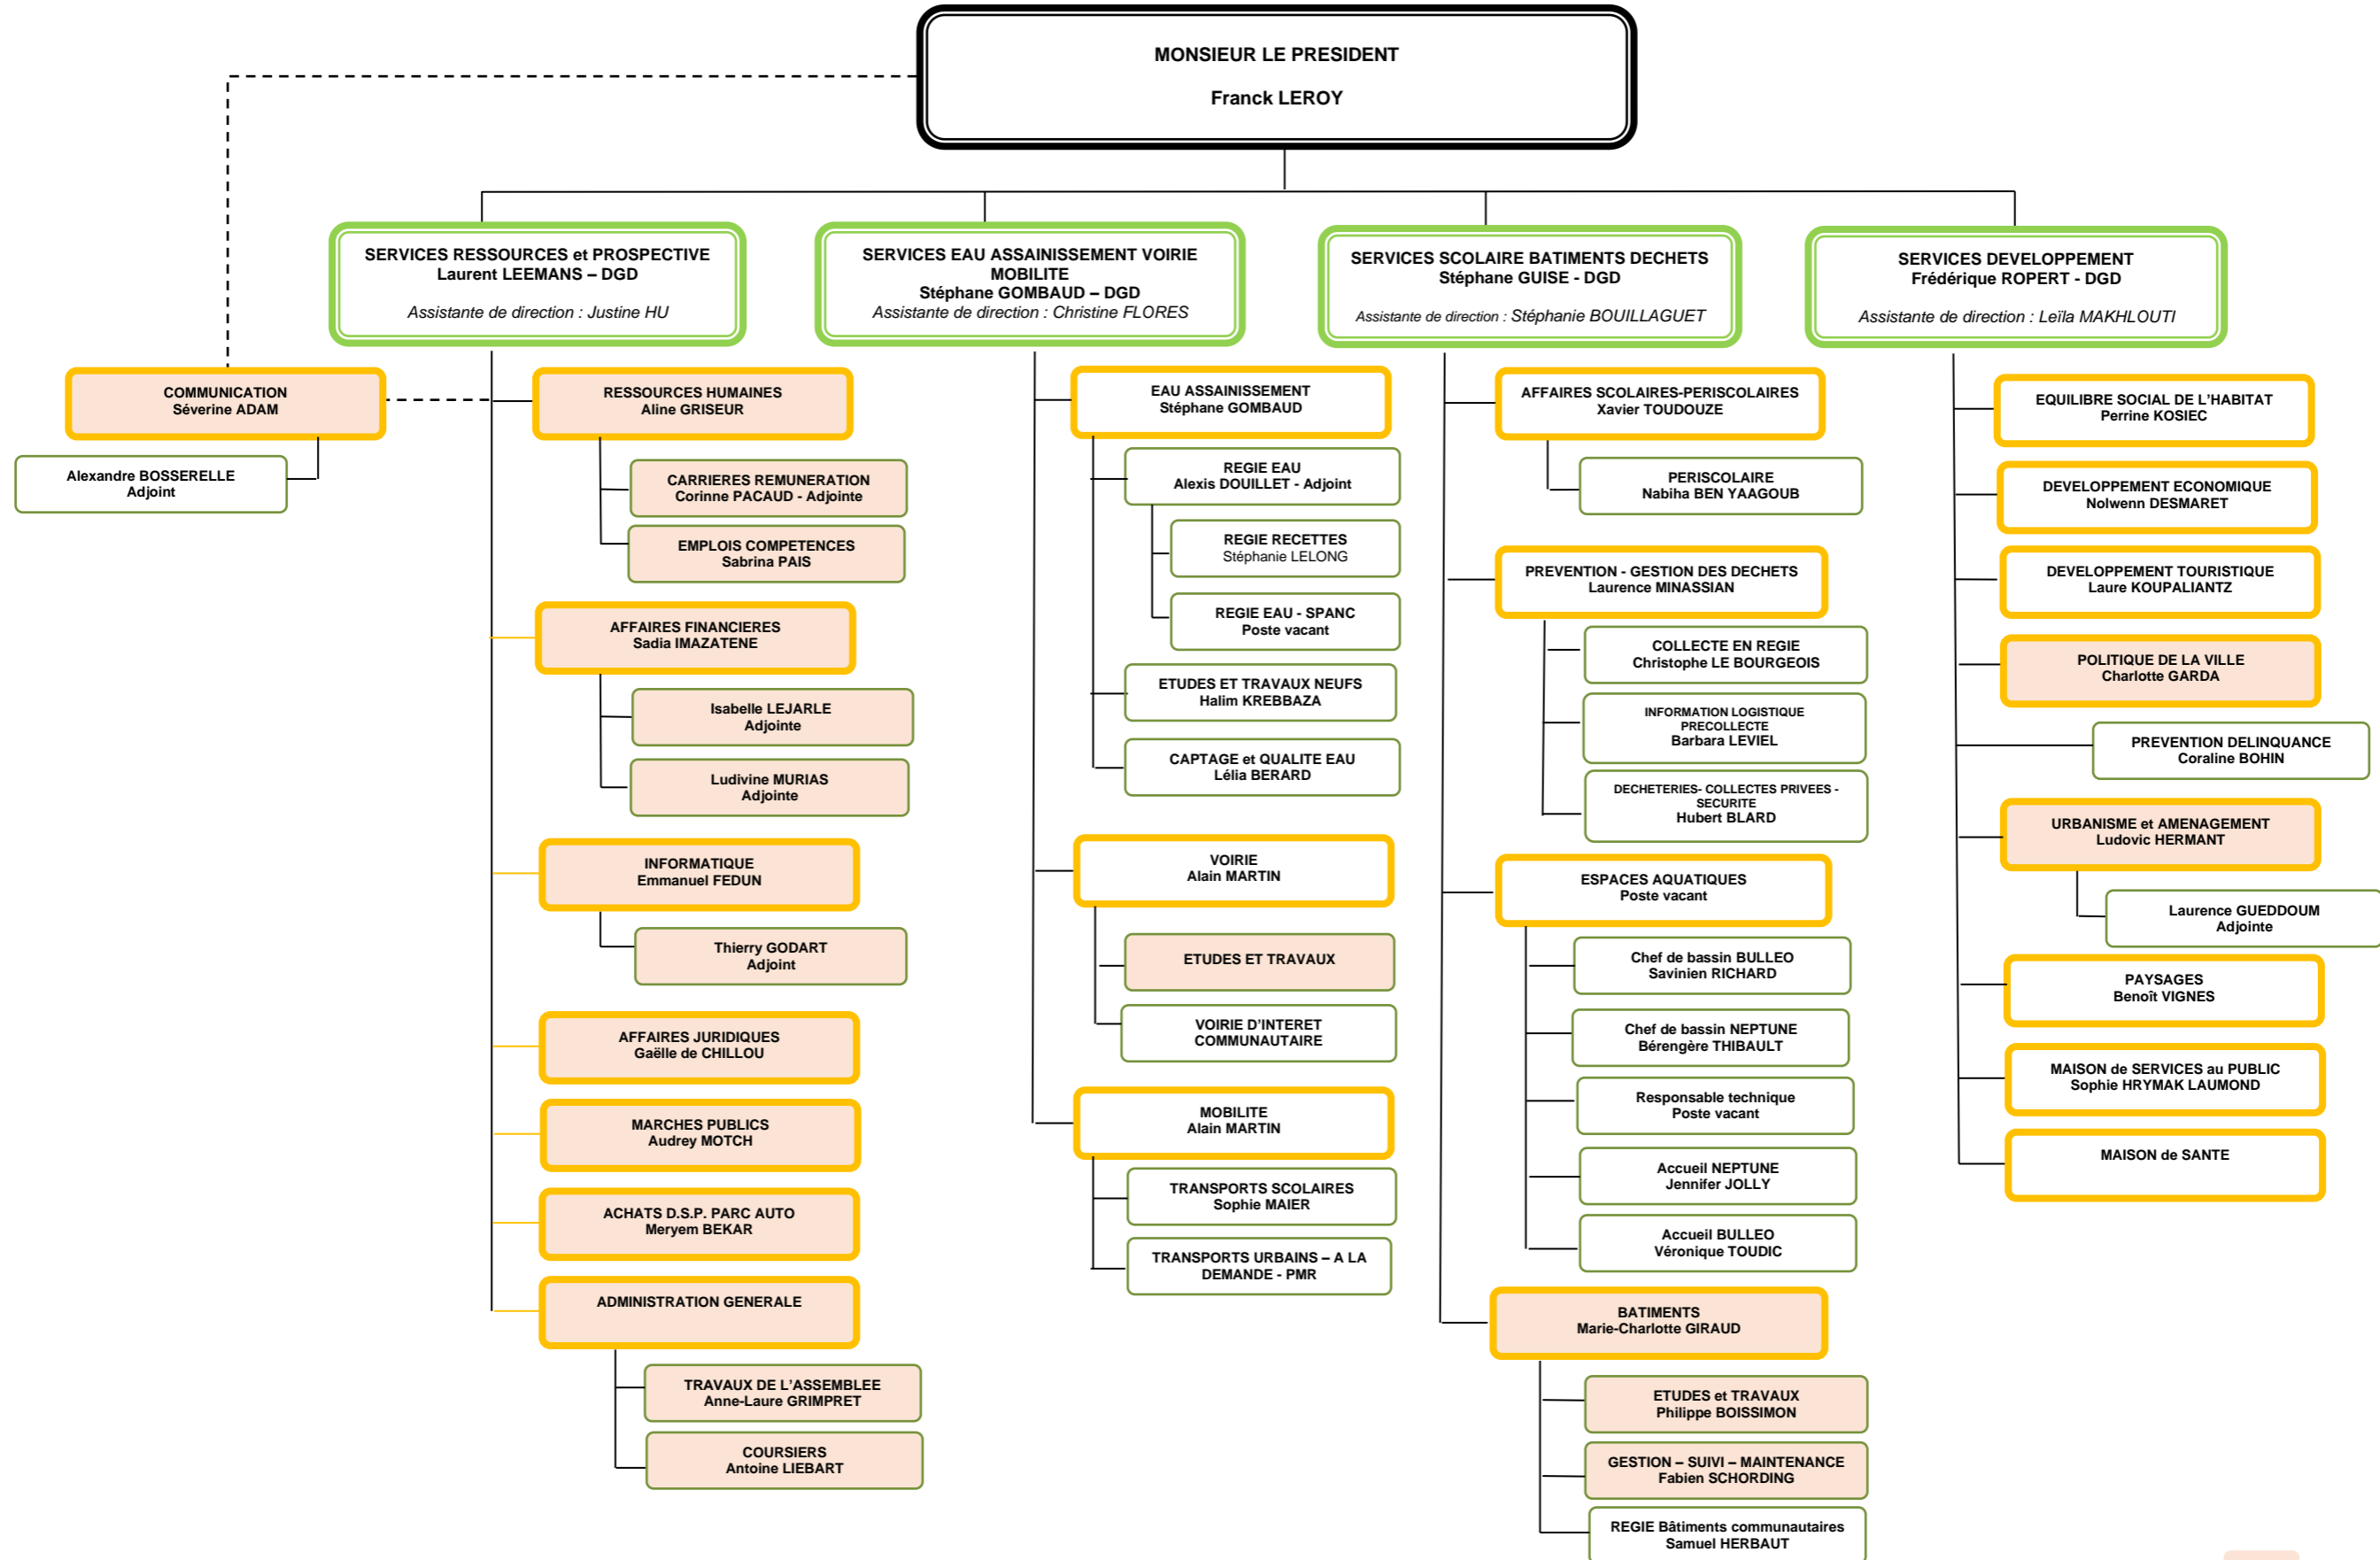 MONSIEUR LE PRESIDENT
Franck LEROY
SERVICES RESSOURCES et PROSPECTIVE
Laurent LEEMANS – DGD
Assistante de direction : Justine HU
SERVICES EAU ASSAINISSEMENT VOIRIE
MOBILITE
Stéphane GOMBAUD – DGD
Assistante de direction : Christine FLORES
SERVICES SCOLAIRE BATIMENTS DECHETS
Stéphane GUISE - DGD
Assistante de direction : Stéphanie BOUILLAGUET
SERVICES DEVELOPPEMENT
Frédérique ROPERT - DGD
Assistante de direction : Leïla MAKHLOUTI
COMMUNICATION
Séverine ADAM
Alexandre BOSSERELLE
Adjoint
RESSOURCES HUMAINES
Aline GRISEUR
CARRIERES REMUNERATION
Corinne PACAUD - Adjointe
EMPLOIS COMPETENCES
Sabrina PAIS
AFFAIRES FINANCIERES
Sadia IMAZATENE
Isabelle LEJARLE
Adjointe
Ludivine MURIAS
Adjointe
INFORMATIQUE
Emmanuel FEDUN
Thierry GODART
Adjoint
AFFAIRES JURIDIQUES
Gaëlle de CHILLOU
MARCHES PUBLICS
Audrey MOTCH
ACHATS D.S.P. PARC AUTO
Meryem BEKAR
ADMINISTRATION GENERALE
TRAVAUX DE L'ASSEMBLEE
Anne-Laure GRIMPRET
COURSIERS
Antoine LIEBART
EAU ASSAINISSEMENT
Stéphane GOMBAUD
REGIE EAU
Alexis DOUILLET - Adjoint
REGIE RECETTES
Stéphanie LELONG
REGIE EAU - SPANC
Poste vacant
ETUDES ET TRAVAUX NEUFS
Halim KREBBAZA
CAPTAGE et QUALITE EAU
Lélia BERARD
VOIRIE
Alain MARTIN
ETUDES ET TRAVAUX
VOIRIE D'INTERET
COMMUNAUTAIRE
MOBILITE
Alain MARTIN
TRANSPORTS SCOLAIRES
Sophie MAIER
TRANSPORTS URBAINS – A LA
DEMANDE - PMR
AFFAIRES SCOLAIRES-PERISCOLAIRES
Xavier TOUDOUZE
PERISCOLAIRE
Nabiha BEN YAAGOUB
PREVENTION - GESTION DES DECHETS
Laurence MINASSIAN
COLLECTE EN REGIE
Christophe LE BOURGEOIS
INFORMATION LOGISTIQUE
PRECOLLECTE
Barbara LEVIEL
DECHETERIES- COLLECTES PRIVEES -
SECURITE
Hubert BLARD
ESPACES AQUATIQUES
Poste vacant
Chef de bassin BULLEO
Savinien RICHARD
Chef de bassin NEPTUNE
Bérengère THIBAULT
Responsable technique
Poste vacant
Accueil NEPTUNE
Jennifer JOLLY
Accueil BULLEO
Véronique TOUDIC
BATIMENTS
Marie-Charlotte GIRAUD
ETUDES et TRAVAUX
Philippe BOISSIMON
GESTION – SUIVI – MAINTENANCE
Fabien SCHORDING
REGIE Bâtiments communautaires
Samuel HERBAUT
EQUILIBRE SOCIAL DE L'HABITAT
Perrine KOSIEC
DEVELOPPEMENT ECONOMIQUE
Nolwenn DESMARET
DEVELOPPEMENT TOURISTIQUE
Laure KOUPALIANTZ
POLITIQUE DE LA VILLE
Charlotte GARDA
PREVENTION DELINQUANCE
Coraline BOHIN
URBANISME et AMENAGEMENT
Ludovic HERMANT
Laurence GUEDDOUM
Adjointe
PAYSAGES
Benoît VIGNES
MAISON de SERVICES au PUBLIC
Sophie HRYMAK LAUMOND
MAISON de SANTE